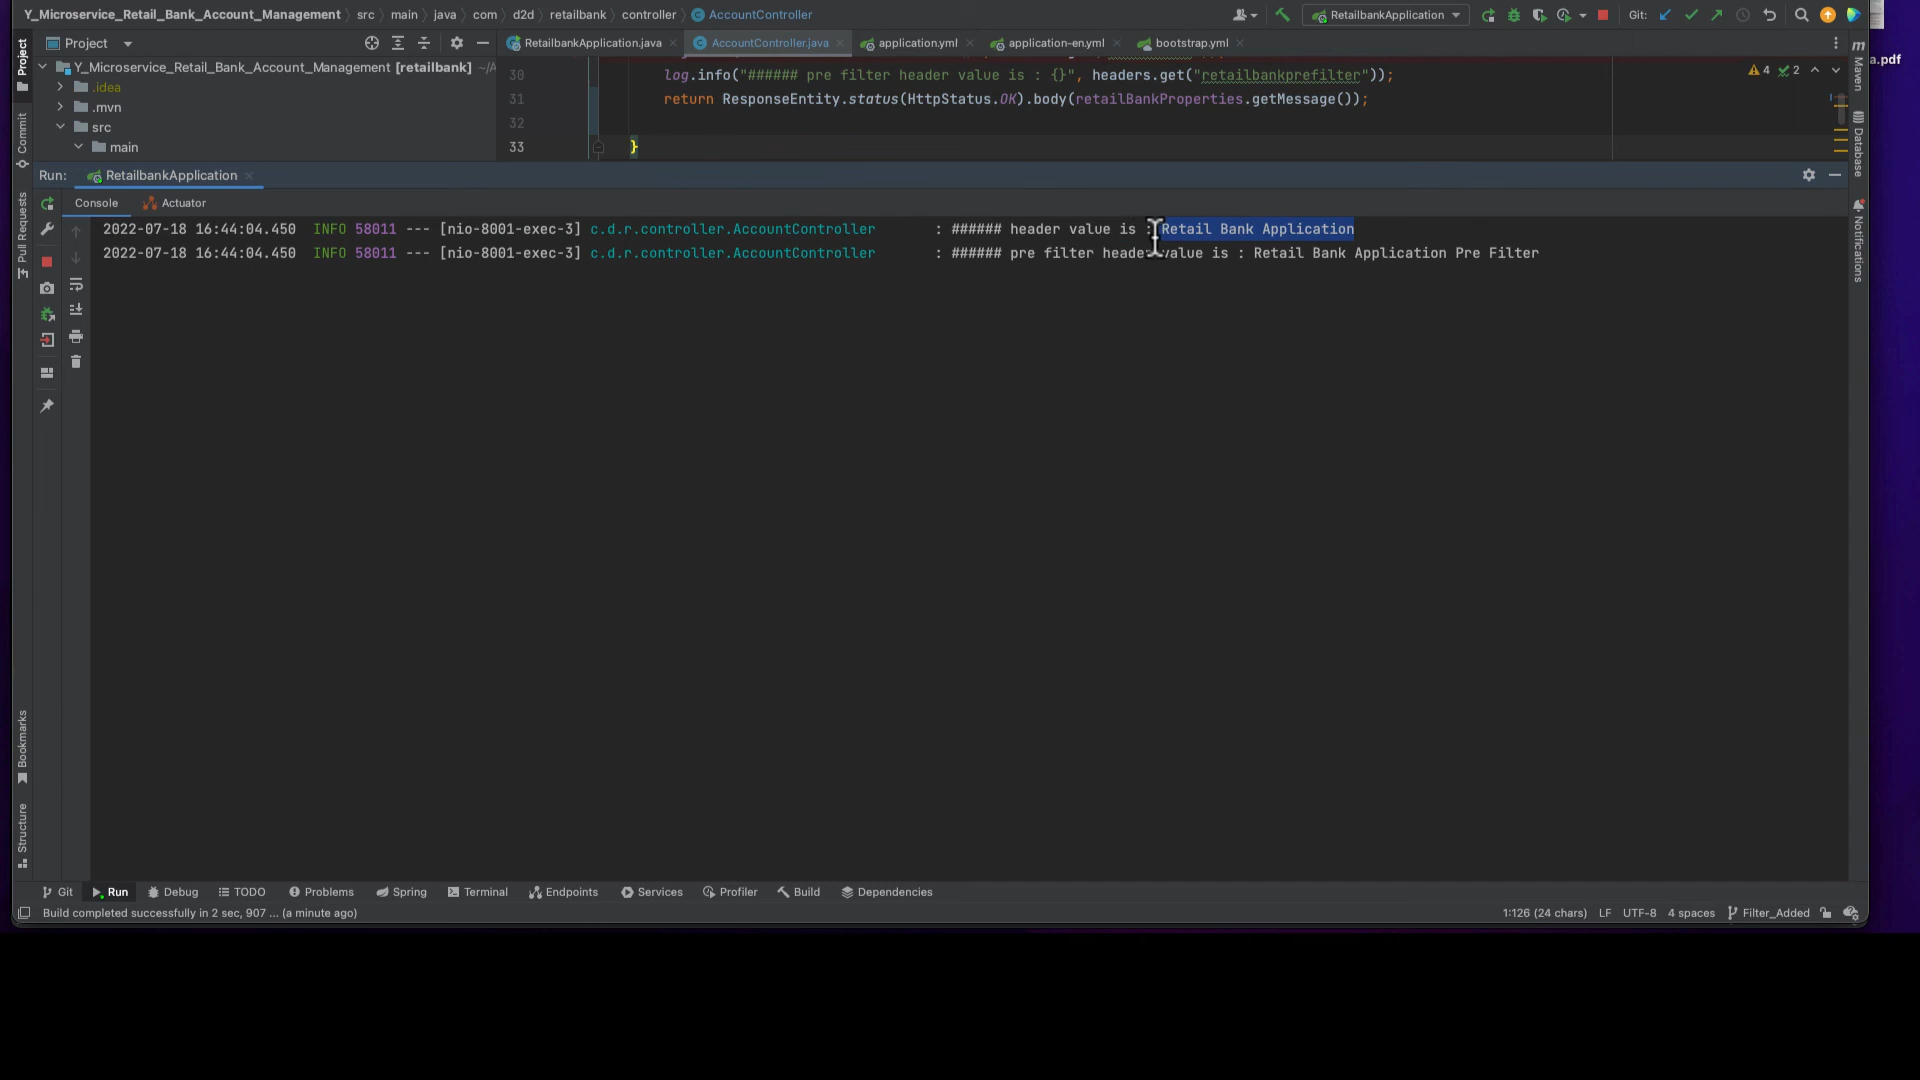 Y_Microservice_Retail_Bank_Account_Management src main java com d2d retailbank controller AccountController RetailbankApplication Git:
a.pdf
Project RetailbankApplication.java AccountController.java application.yml application-en.yml bootstrap.yml
Y_Microservice_Retail_Bank_Account_Management [retailbank] ~/A
.idea
.mvn
src
main
30 log.info("###### pre filter header value is : {}", headers.get("retailbankprefilter"));
31 return ResponseEntity.status(HttpStatus.OK).body(retailBankProperties.getMessage());
32
33 }
4 2
Project
Commit
Pull Requests
Bookmarks
Structure
Maven
Database
Notifications
Run: RetailbankApplication
Console Actuator
2022-07-18 16:44:04.450 INFO 58011 --- [nio-8001-exec-3] c.d.r.controller.AccountController : ###### header value is : Retail Bank Application
2022-07-18 16:44:04.450 INFO 58011 --- [nio-8001-exec-3] c.d.r.controller.AccountController : ###### pre filter header value is : Retail Bank Application Pre Filter
Git Run Debug TODO Problems Spring Terminal Endpoints Services Profiler Build Dependencies
Build completed successfully in 2 sec, 907 ... (a minute ago) 1:126 (24 chars) LF UTF-8 4 spaces Filter_Added